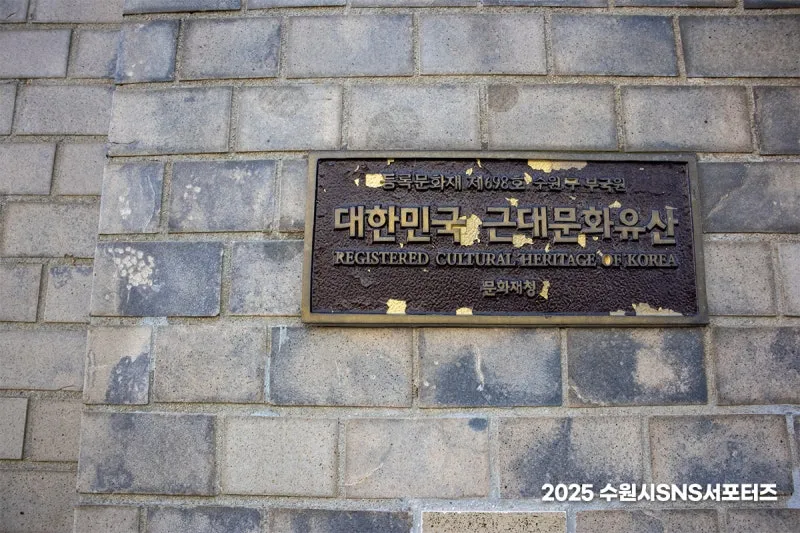 등록문화재 제698호 수원 구 부국원
대한민국 근대문화유산
REGISTERED CULTURAL HERITAGE OF KOREA
문화재청
2025 수원시SNS서포터즈